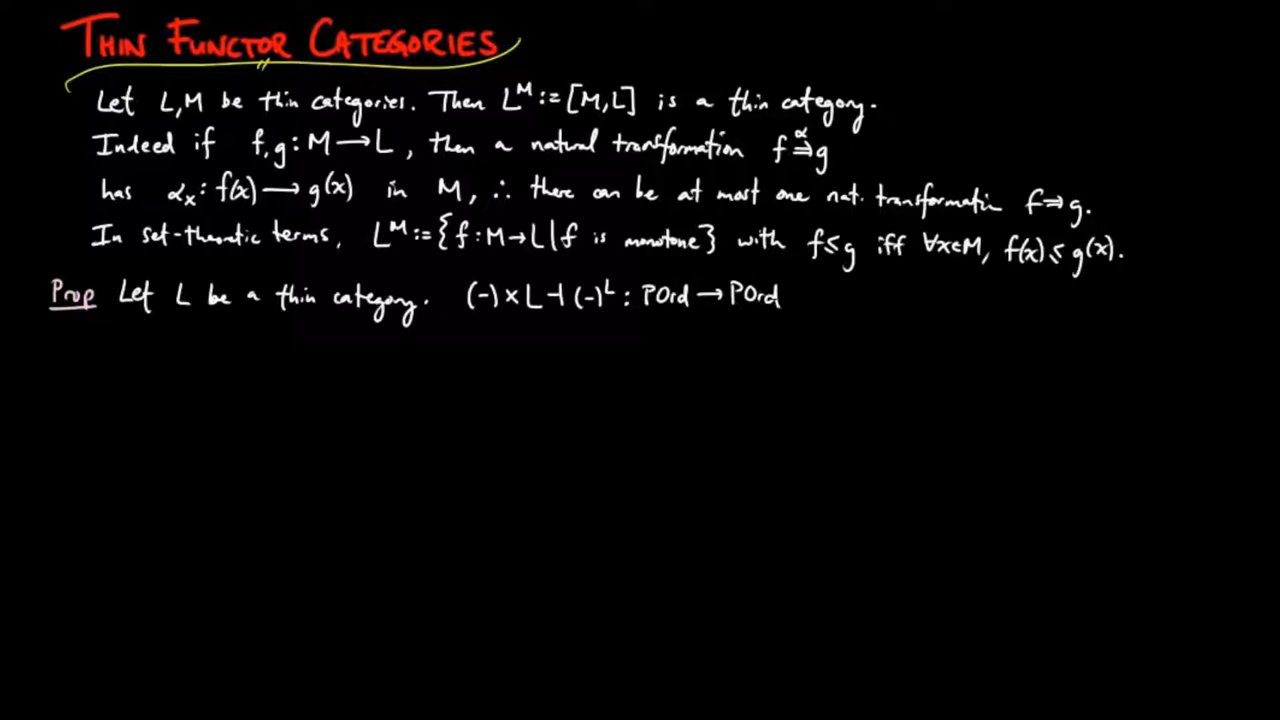 THIN FUNCTOR CATEGORIES
Let L, M be thin categories. Then L^M := [M, L] is a thin category.
Indeed if f, g : M → L, then a natural transformation f ⇒^α g
has α_x : f(x) → g(x) in M, ∴ there can be at most one nat. transformation f ⇒ g.
In set-theoretic terms, L^M := {f : M → L | f is monotone} with f ≤ g iff ∀x∈M, f(x) ≤ g(x).
Prop Let L be a thin category. (-) × L ⊣ (-)^L : POrd → POrd